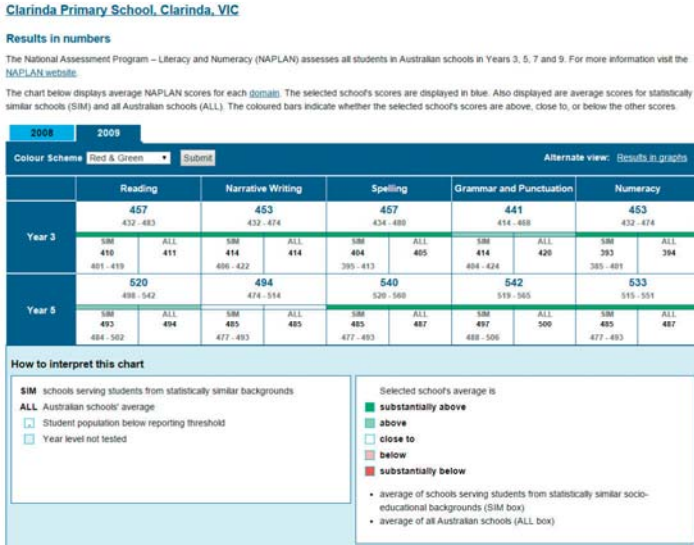 Clarinda Primary School, Clarinda, VIC
Results in numbers
The National Assessment Program – Literacy and Numeracy (NAPLAN) assesses all students in Australian schools in Years 3, 5, 7 and 9. For more information visit the
NAPLAN website.
The chart below displays average NAPLAN scores for each domain. The selected school's scores are displayed in blue. Also displayed are average scores for statistically
similar schools (SIM) and all Australian schools (ALL). The coloured bars indicate whether the selected school's scores are above, close to, or below the other scores.
2008 2009
Colour Scheme Red & Green Submit Alternate view: Results in graphs
Reading Narrative Writing Spelling Grammar and Punctuation Numeracy
457 453 457 441 453
432 - 483 432 - 474 434 - 480 414 - 468 432 - 474
Year 3
SIM ALL SIM ALL SIM ALL SIM ALL SIM ALL
410 411 414 414 404 405 414 420 393 394
401 - 419 406 - 422 395 - 413 404 - 424 385 - 401
520 494 540 542 533
498 - 542 474 - 514 520 - 560 519 - 565 515 - 551
Year 5
SIM ALL SIM ALL SIM ALL SIM ALL SIM ALL
493 494 485 485 485 487 497 500 485 487
484 - 502 477 - 493 477 - 493 488 - 506 477 - 493
How to interpret this chart
SIM schools serving students from statistically similar backgrounds
ALL Australian schools' average
Student population below reporting threshold
Year level not tested
Selected school's average is
substantially above
above
close to
below
substantially below
• average of schools serving students from statistically similar socio-
educational backgrounds (SIM box)
• average of all Australian schools (ALL box)